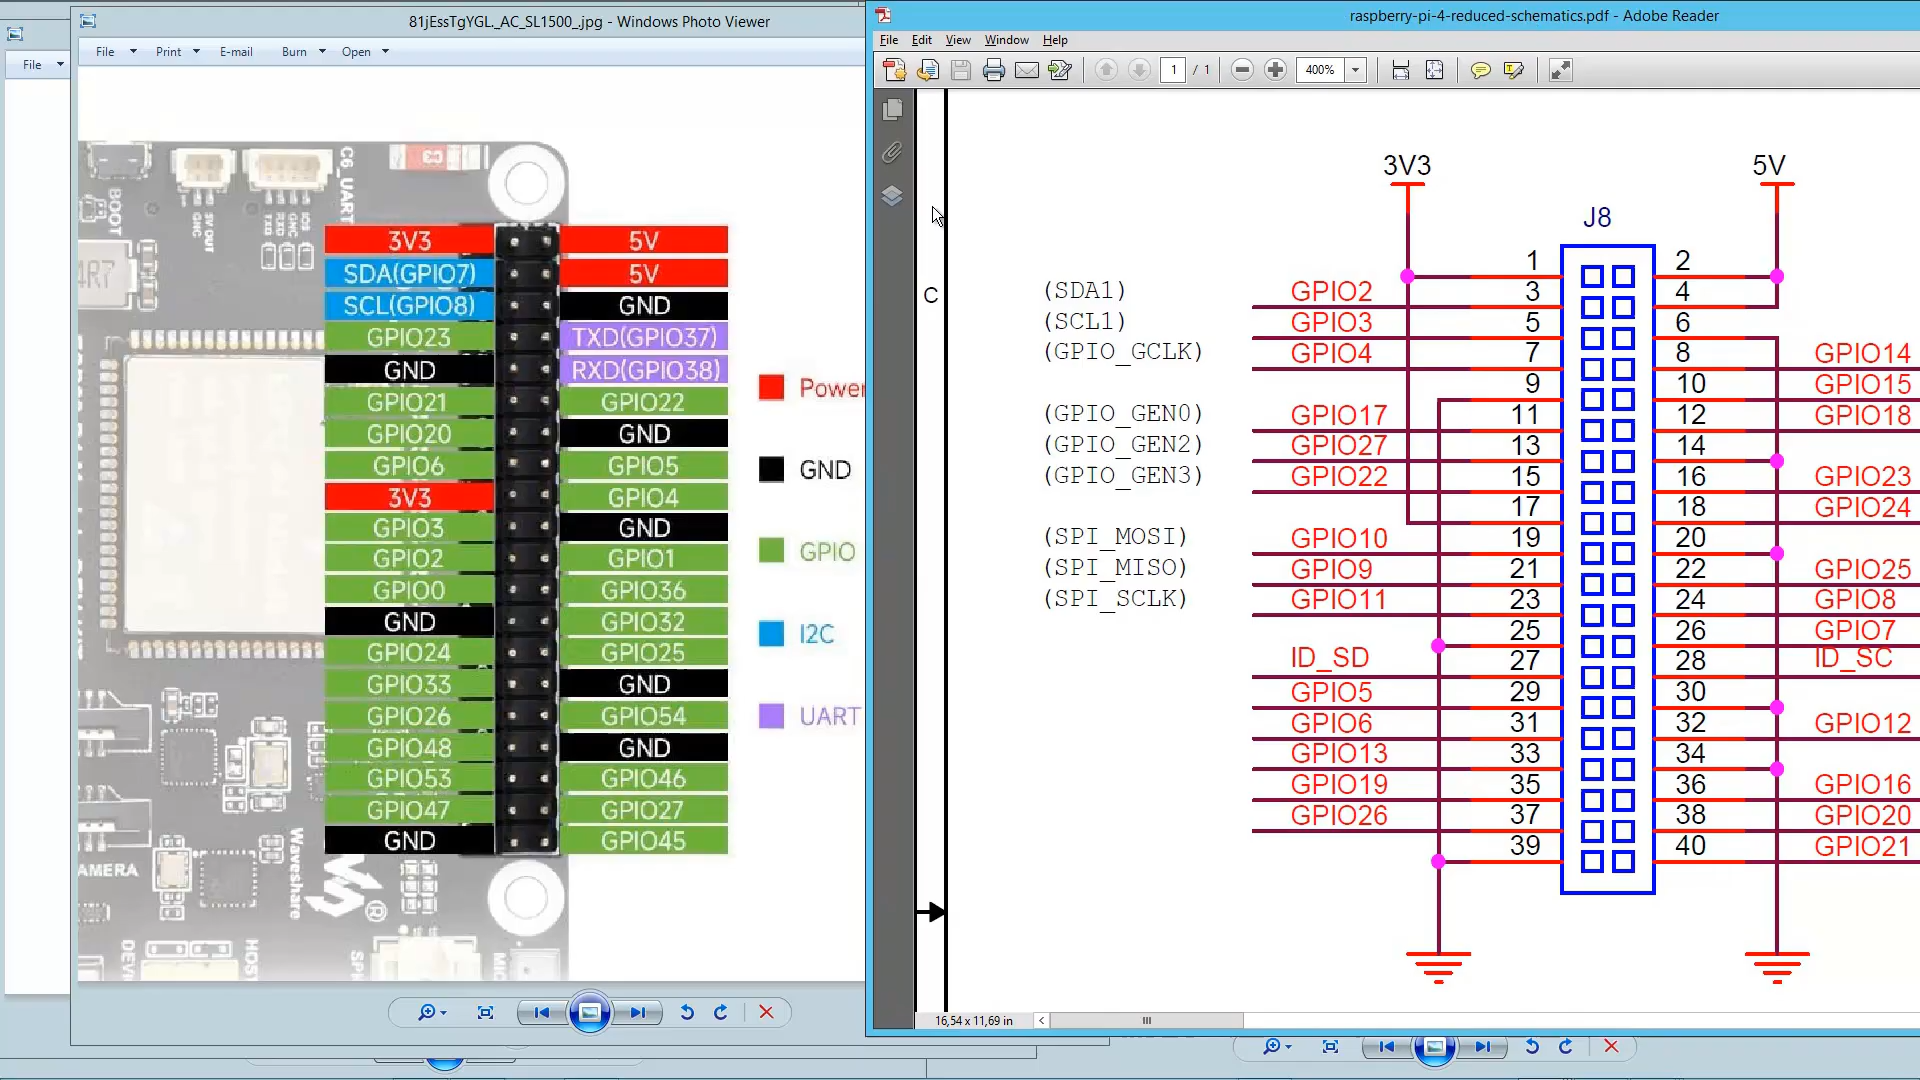 81jEssTgYGL._AC_SL1500_.jpg - Windows Photo Viewer
File
File Print E-mail Burn Open
C6_UART
BOOT
GND
5V OUT
4R7
3V3 5V
SDA(GPIO7) 5V
SCL(GPIO8) GND
GPIO23 TXD(GPIO37)
GND RXD(GPIO38)
GPIO21 GPIO22
GPIO20 GND
GPIO6 GPIO5
3V3 GPIO4
GPIO3 GND
GPIO2 GPIO1
GPIO0 GPIO36
GND GPIO32
GPIO24 GPIO25
GPIO33 GND
GPIO26 GPIO54
GPIO48 GND
GPIO53 GPIO46
GPIO47 GPIO27
GND GPIO45
Power
GND
GPIO
I2C
UART
AMERA
Waveshare
®
HOST
raspberry-pi-4-reduced-schematics.pdf - Adobe Reader
File Edit View Window Help
1 / 1 400%
C
3V3 5V
J8
1 2
(SDA1) GPIO2 3 4
(SCL1) GPIO3 5 6
(GPIO_GCLK) GPIO4 7 8 GPIO14
9 10 GPIO15
(GPIO_GEN0) GPIO17 11 12 GPIO18
(GPIO_GEN2) GPIO27 13 14
(GPIO_GEN3) GPIO22 15 16 GPIO23
17 18 GPIO24
(SPI_MOSI) GPIO10 19 20
(SPI_MISO) GPIO9 21 22 GPIO25
(SPI_SCLK) GPIO11 23 24 GPIO8
25 26 GPIO7
ID_SD 27 28 ID_SC
GPIO5 29 30
GPIO6 31 32 GPIO12
GPIO13 33 34
GPIO19 35 36 GPIO16
GPIO26 37 38 GPIO20
39 40 GPIO21
16,54 x 11,69 in